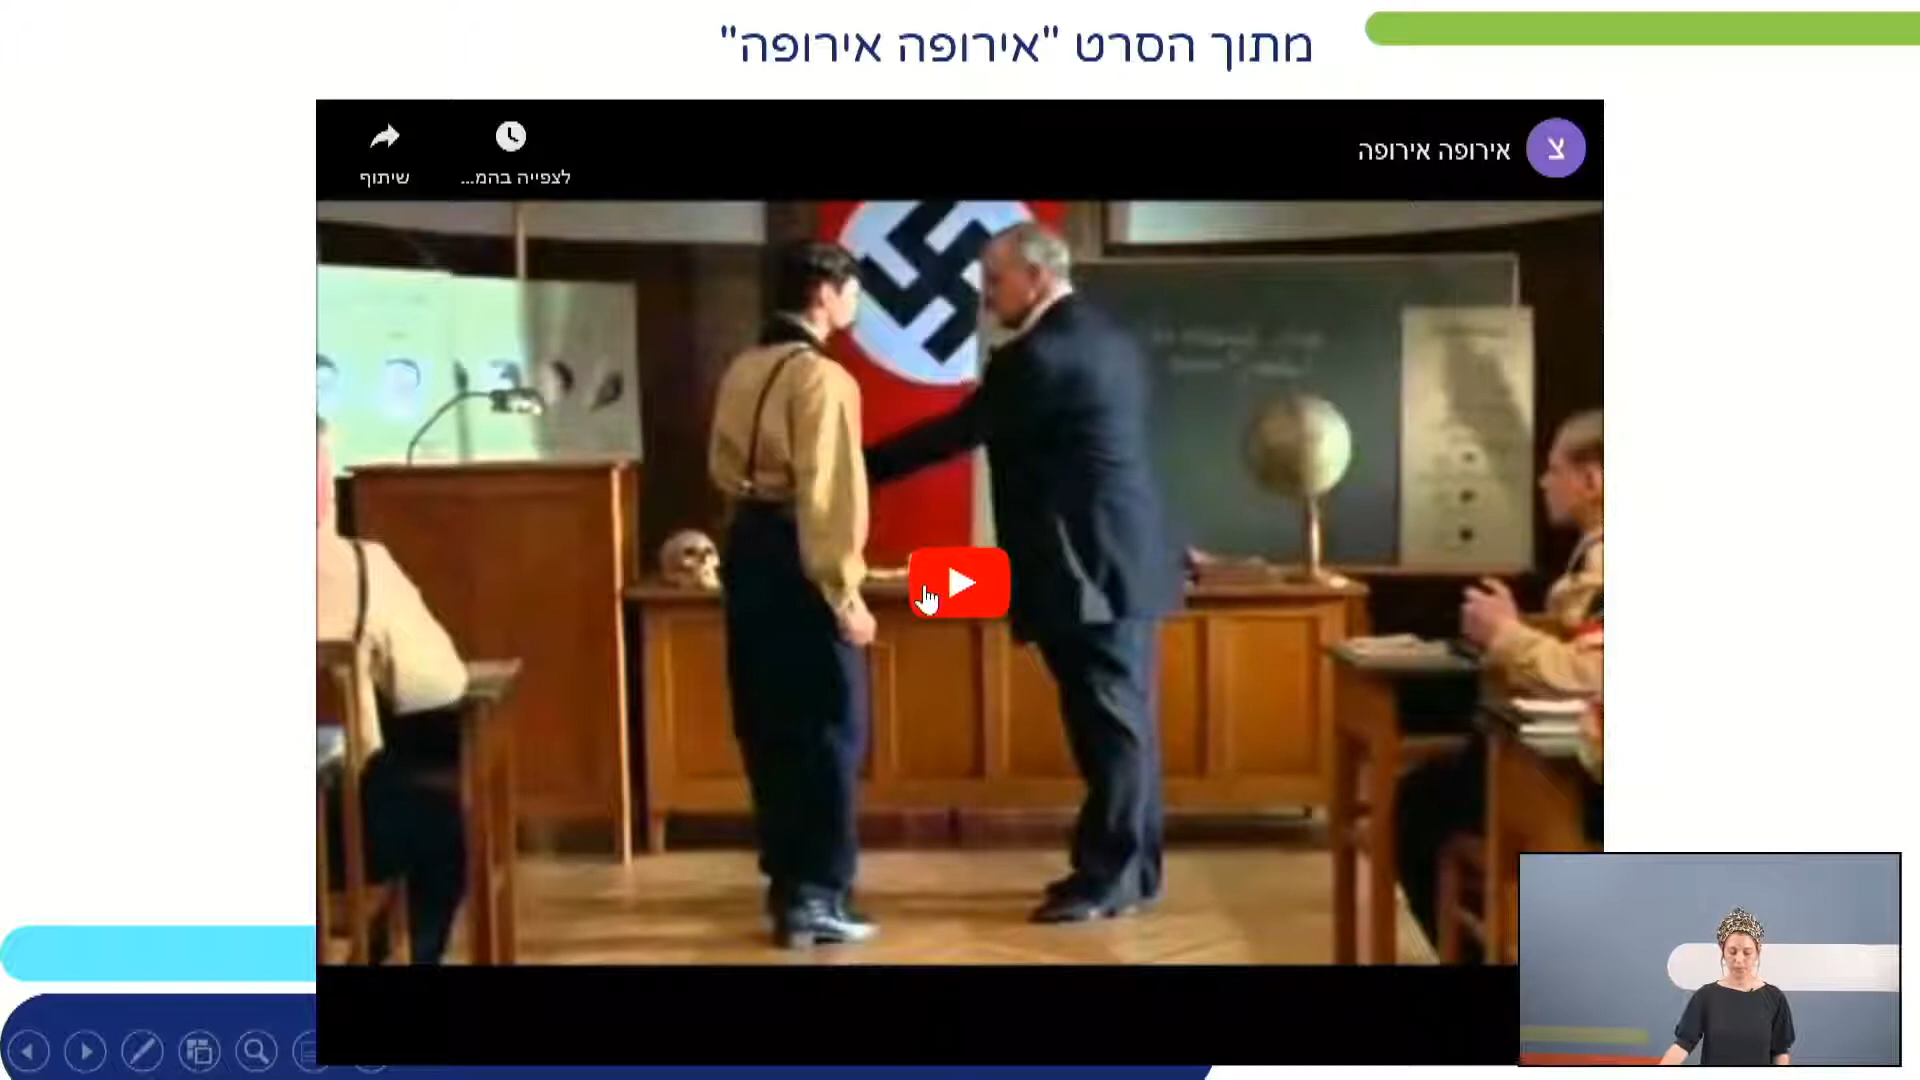 מתוך הסרט "אירופה אירופה"
צ
אירופה אירופה
לצפייה בהמ...
שיתוף